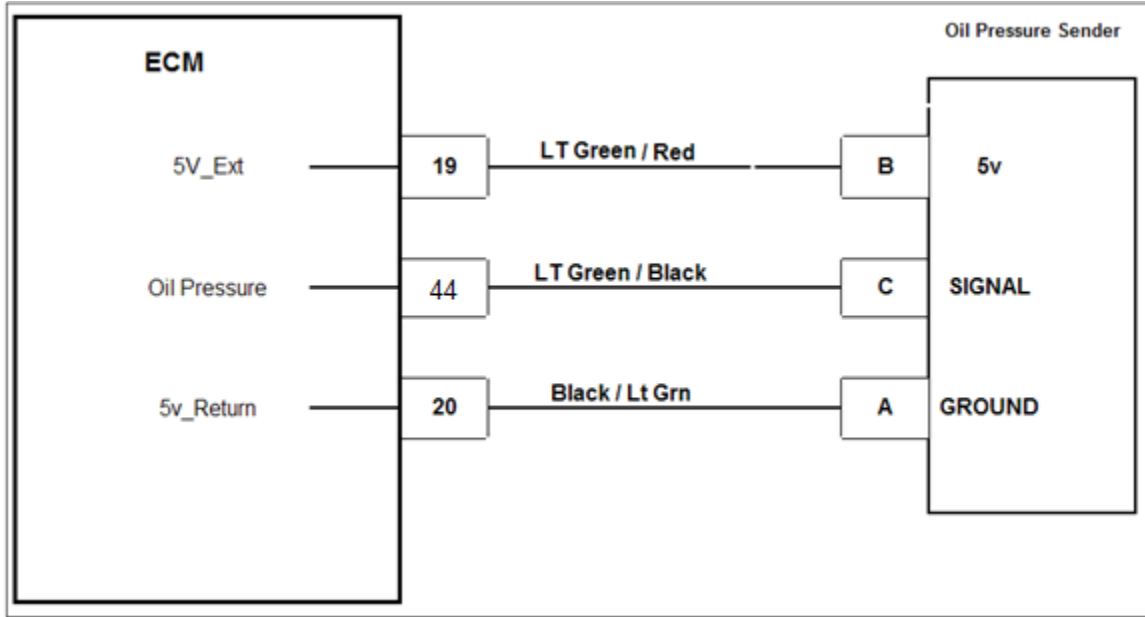 Oil Pressure Sender
ECM
5V_Ext
19
LT Green / Red
B
5v
Oil Pressure
44
LT Green / Black
C
SIGNAL
5v_Return
20
Black / Lt Grn
A
GROUND